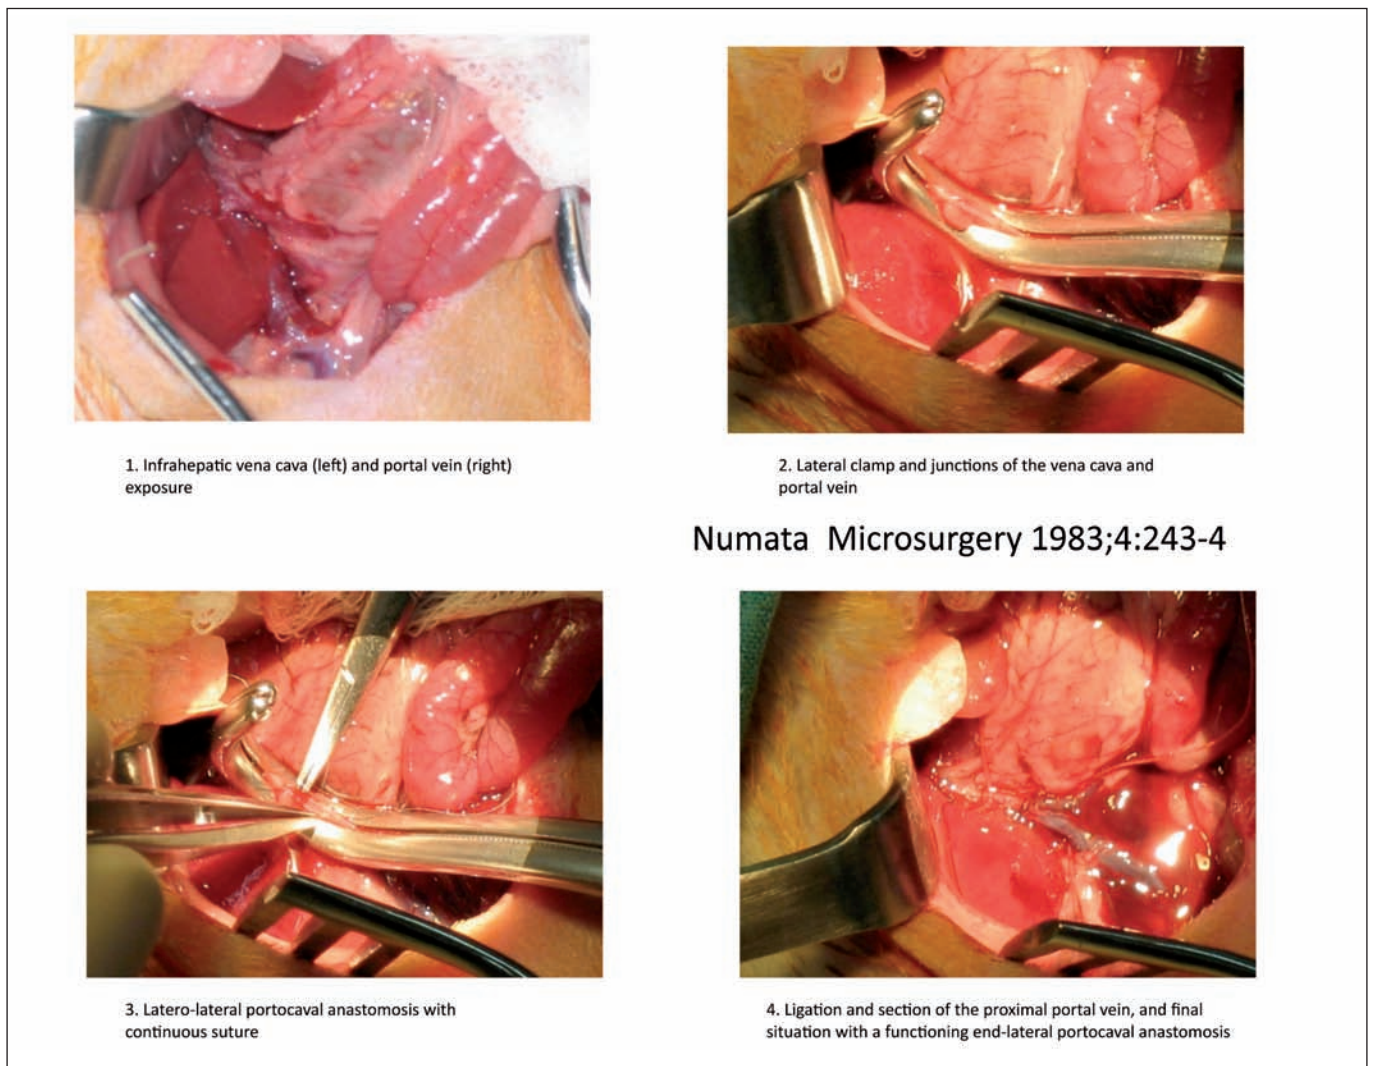 1. Infrahepatic vena cava (left) and portal vein (right)
exposure
2. Lateral clamp and junctions of the vena cava and
portal vein
Numata Microsurgery 1983;4:243-4
3. Latero-lateral portocaval anastomosis with
continuous suture
4. Ligation and section of the proximal portal vein, and final
situation with a functioning end-lateral portocaval anastomosis